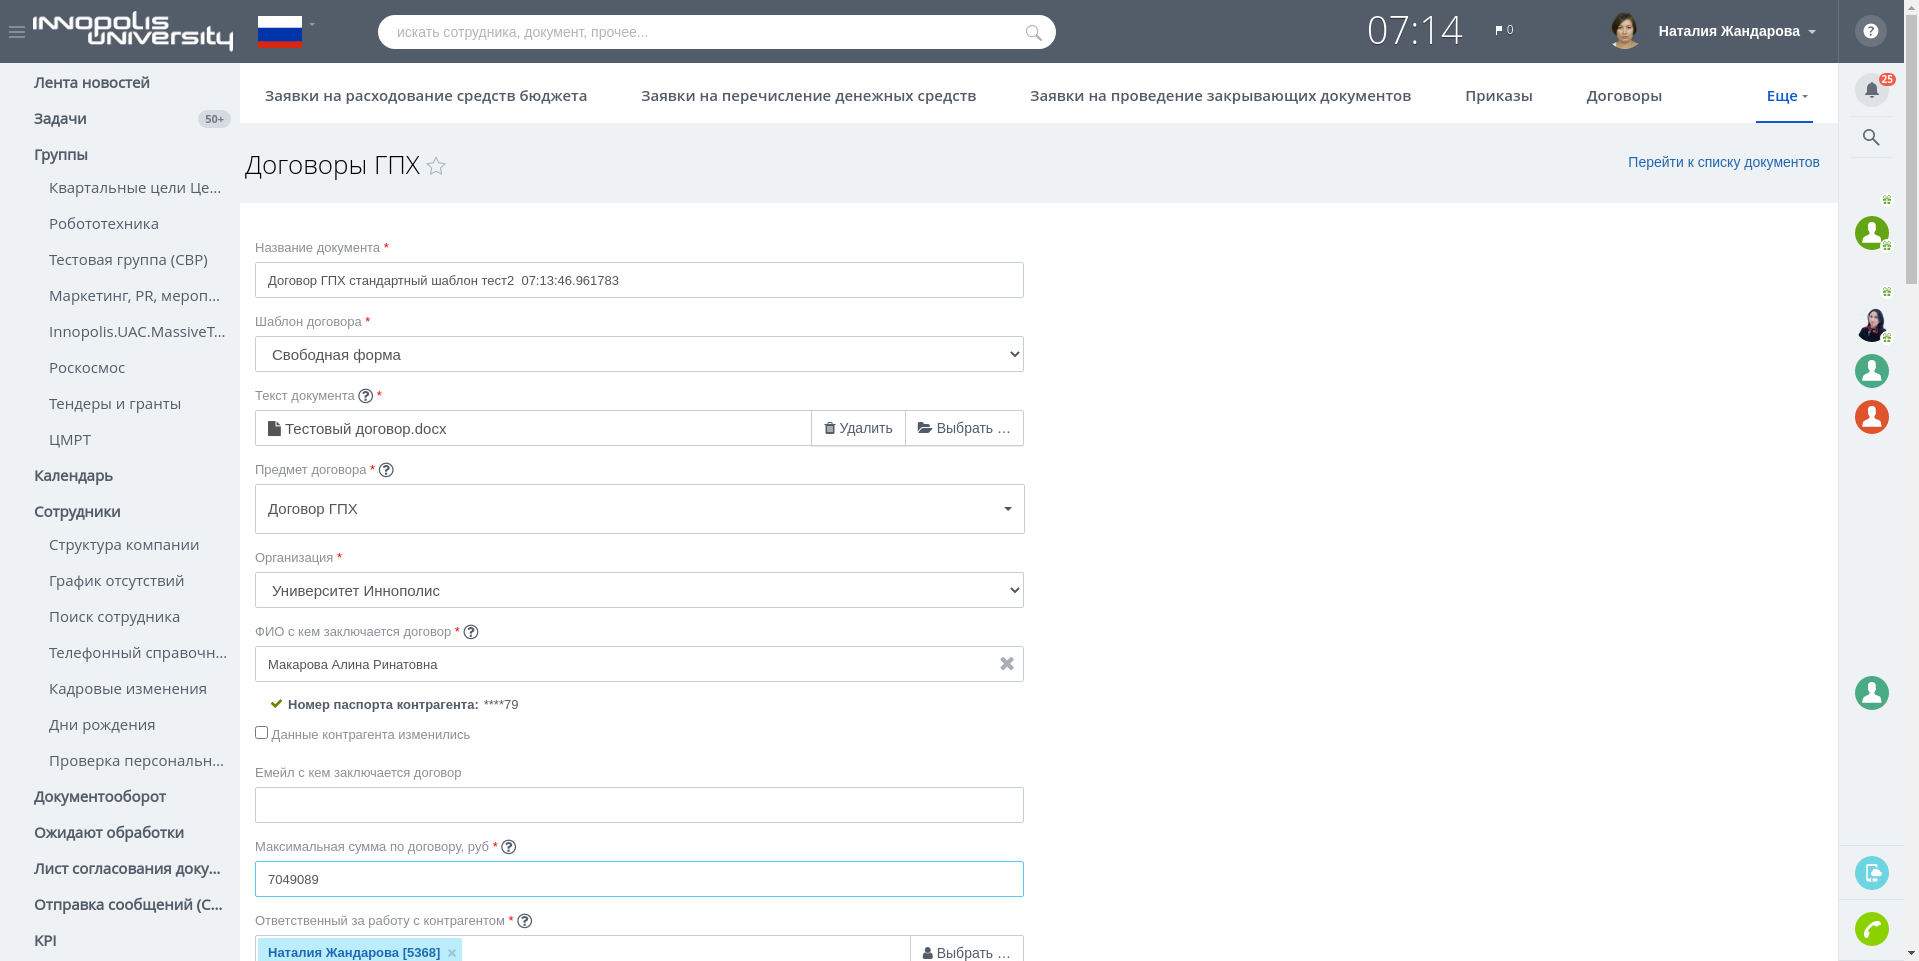 INNOPOLIS
UNIVERSITY
искать сотрудника, документ, прочее...
07:14
0
Наталия Жандарова
25
Лента новостей
Задачи 50+
Группы
Квартальные цели Це...
Робототехника
Тестовая группа (СВР)
Маркетинг, PR, мероп...
Innopolis.UAC.MassiveT...
Роскосмос
Тендеры и гранты
ЦМРТ
Календарь
Сотрудники
Структура компании
График отсутствий
Поиск сотрудника
Телефонный справочн...
Кадровые изменения
Дни рождения
Проверка персональн...
Документооборот
Ожидают обработки
Лист согласования доку...
Отправка сообщений (С...
KPI
Заявки на расходование средств бюджета Заявки на перечисление денежных средств Заявки на проведение закрывающих документов Приказы Договоры Еще
Договоры ГПХ
Перейти к списку документов
Название документа *
Договор ГПХ стандартный шаблон тест2  07:13:46.961783
Шаблон договора *
Свободная форма
Текст документа ? *
Тестовый договор.docx Удалить Выбрать ...
Предмет договора * ?
Договор ГПХ
Организация *
Университет Иннополис
ФИО с кем заключается договор * ?
Макарова Алина Ринатовна
Номер паспорта контрагента: ****79
Данные контрагента изменились
Емейл с кем заключается договор
Максимальная сумма по договору, руб * ?
7049089
Ответственный за работу с контрагентом * ?
Наталия Жандарова [5368] × Выбрать ...